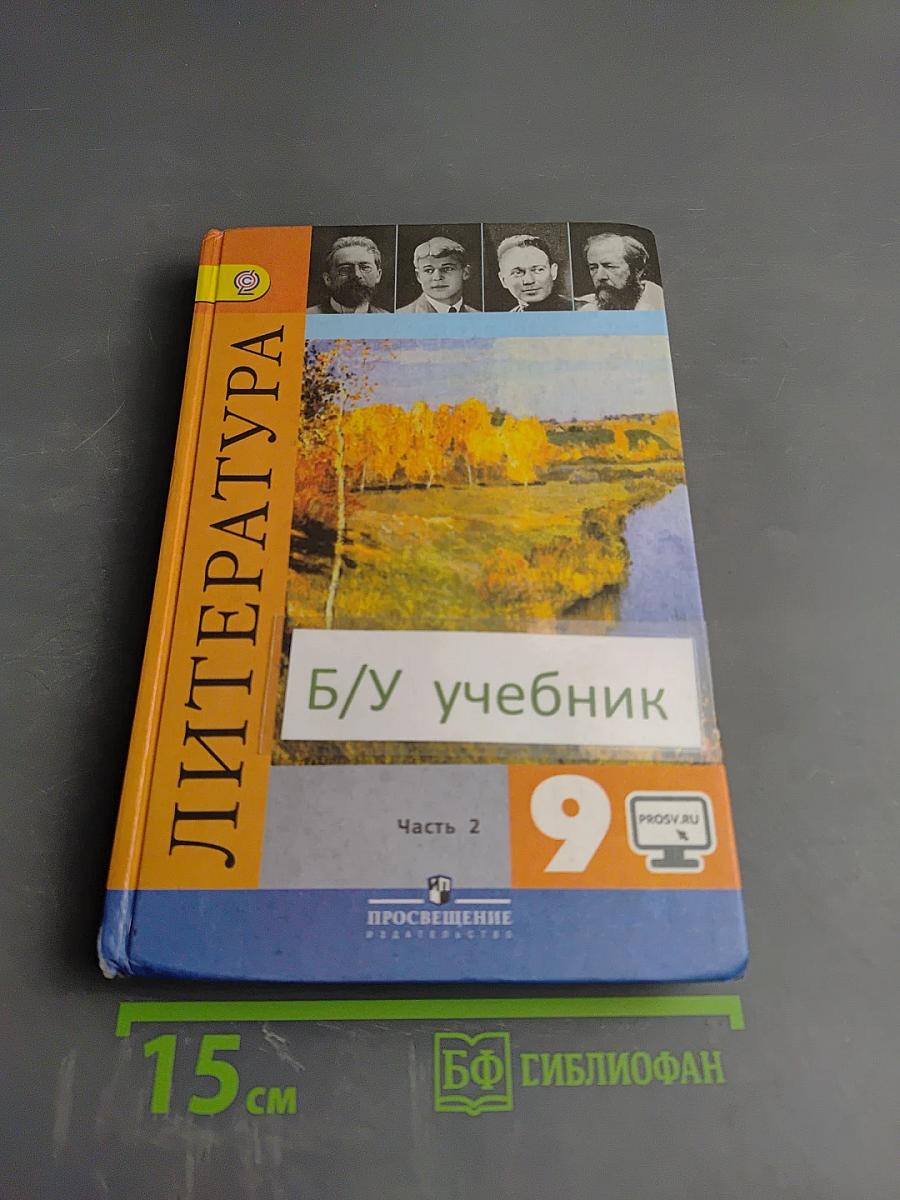 ЛИТЕРАТУРА
Б/У учебник
Часть 2
9
PROSV.RU
ПРОСВЕЩЕНИЕ
ИЗДАТЕЛЬСТВО
15 см
БФ БИБЛИОФАН